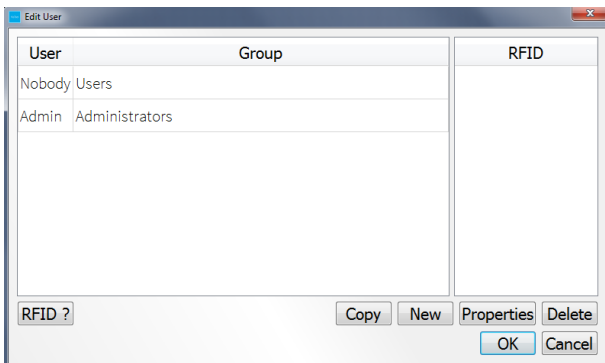 Edit User
User Group RFID
Nobody Users
Admin Administrators
RFID ? Copy New Properties Delete
OK Cancel